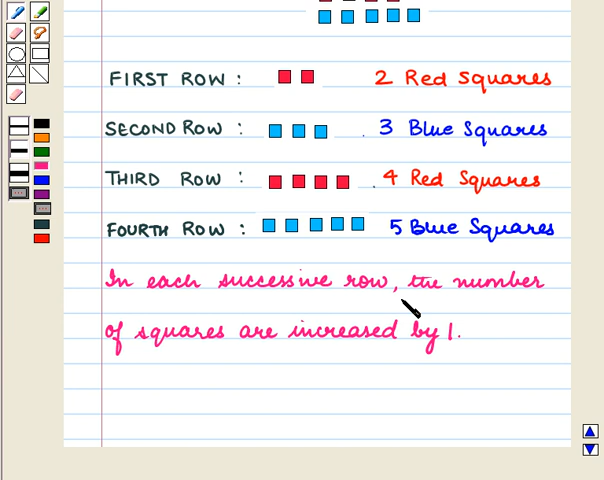 FIRST ROW : 2 Red Squares
SECOND ROW : 3 Blue Squares
THIRD ROW : 4 Red Squares
FOURTH ROW : 5 Blue Squares
In each successive row, the number
of squares are increased by 1.